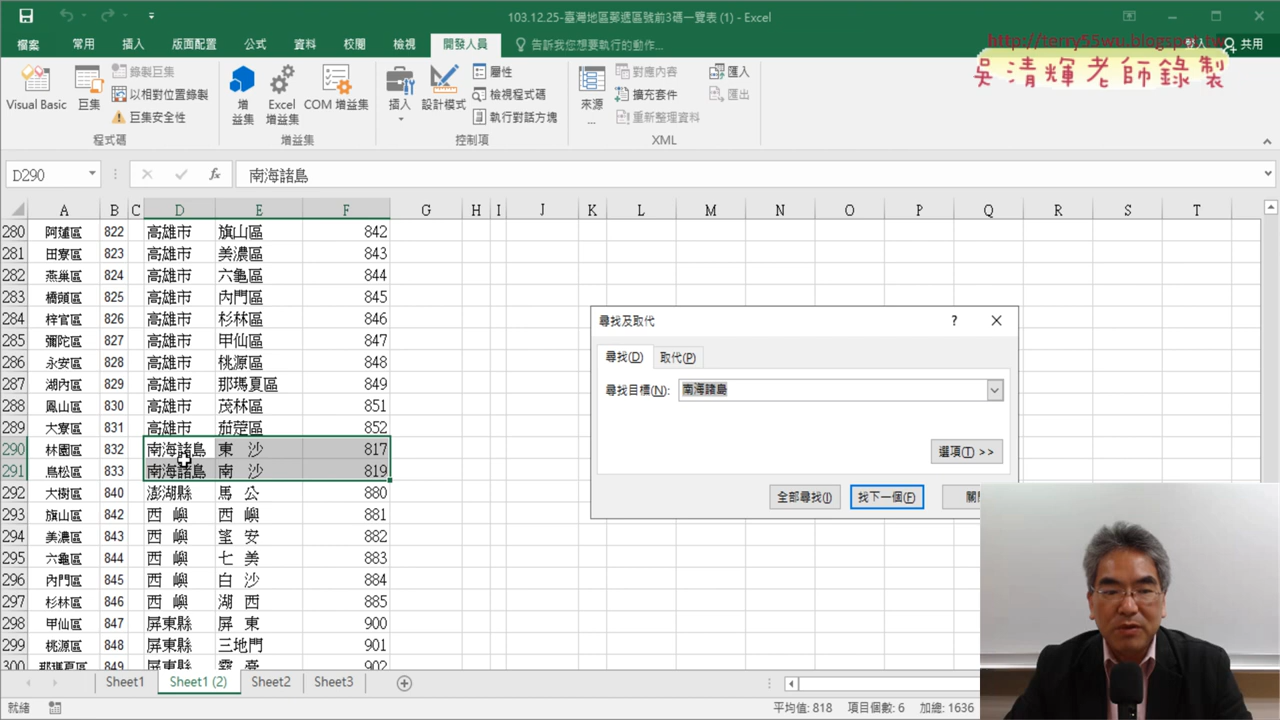 103.12.25-臺灣地區郵遞區號前3碼一覽表 (1) - Excel
http://terry55wu.blogspot.tw
吳清輝老師錄製
檔案 常用 插入 版面配置 公式 資料 校閱 檢視 開發人員 告訴我您想要執行的動作... 登入 共用
Visual Basic 巨集 錄製巨集 以相對位置錄製 巨集安全性
增益集 Excel 增益集 COM 增益集
插入 設計模式 屬性 檢視程式碼 執行對話方塊
來源... 對應內容 擴充套件 重新整理資料 匯入 匯出
程式碼 增益集 控制項 XML
D290 fx 南海諸島
A B C D E F G H I J K L M N O P Q R S T
280 阿蓮區 822 高雄市 旗山區 842
281 田寮區 823 高雄市 美濃區 843
282 燕巢區 824 高雄市 六龜區 844
283 橋頭區 825 高雄市 內門區 845
284 梓官區 826 高雄市 杉林區 846
285 彌陀區 827 高雄市 甲仙區 847
286 永安區 828 高雄市 桃源區 848
287 湖內區 829 高雄市 那瑪夏區 849
288 鳳山區 830 高雄市 茂林區 851
289 大寮區 831 高雄市 茄萣區 852
290 林園區 832 南海諸島 東 沙 817
291 鳥松區 833 南海諸島 南 沙 819
292 大樹區 840 澎湖縣 馬 公 880
293 旗山區 842 西 嶼 西 嶼 881
294 美濃區 843 西 嶼 望 安 882
295 六龜區 844 西 嶼 七 美 883
296 內門區 845 西 嶼 白 沙 884
297 杉林區 846 西 嶼 湖 西 885
298 甲仙區 847 屏東縣 屏 東 900
299 桃源區 848 屏東縣 三地門 901
300 那瑪夏區 849 屏東縣 霧 臺 902
尋找及取代 ?
尋找(D) 取代(P)
尋找目標(N): 南海諸島
選項(T) >>
全部尋找(I) 找下一個(F)
Sheet1 Sheet1 (2) Sheet2 Sheet3
就緒 平均值: 818 項目個數: 6 加總: 1636